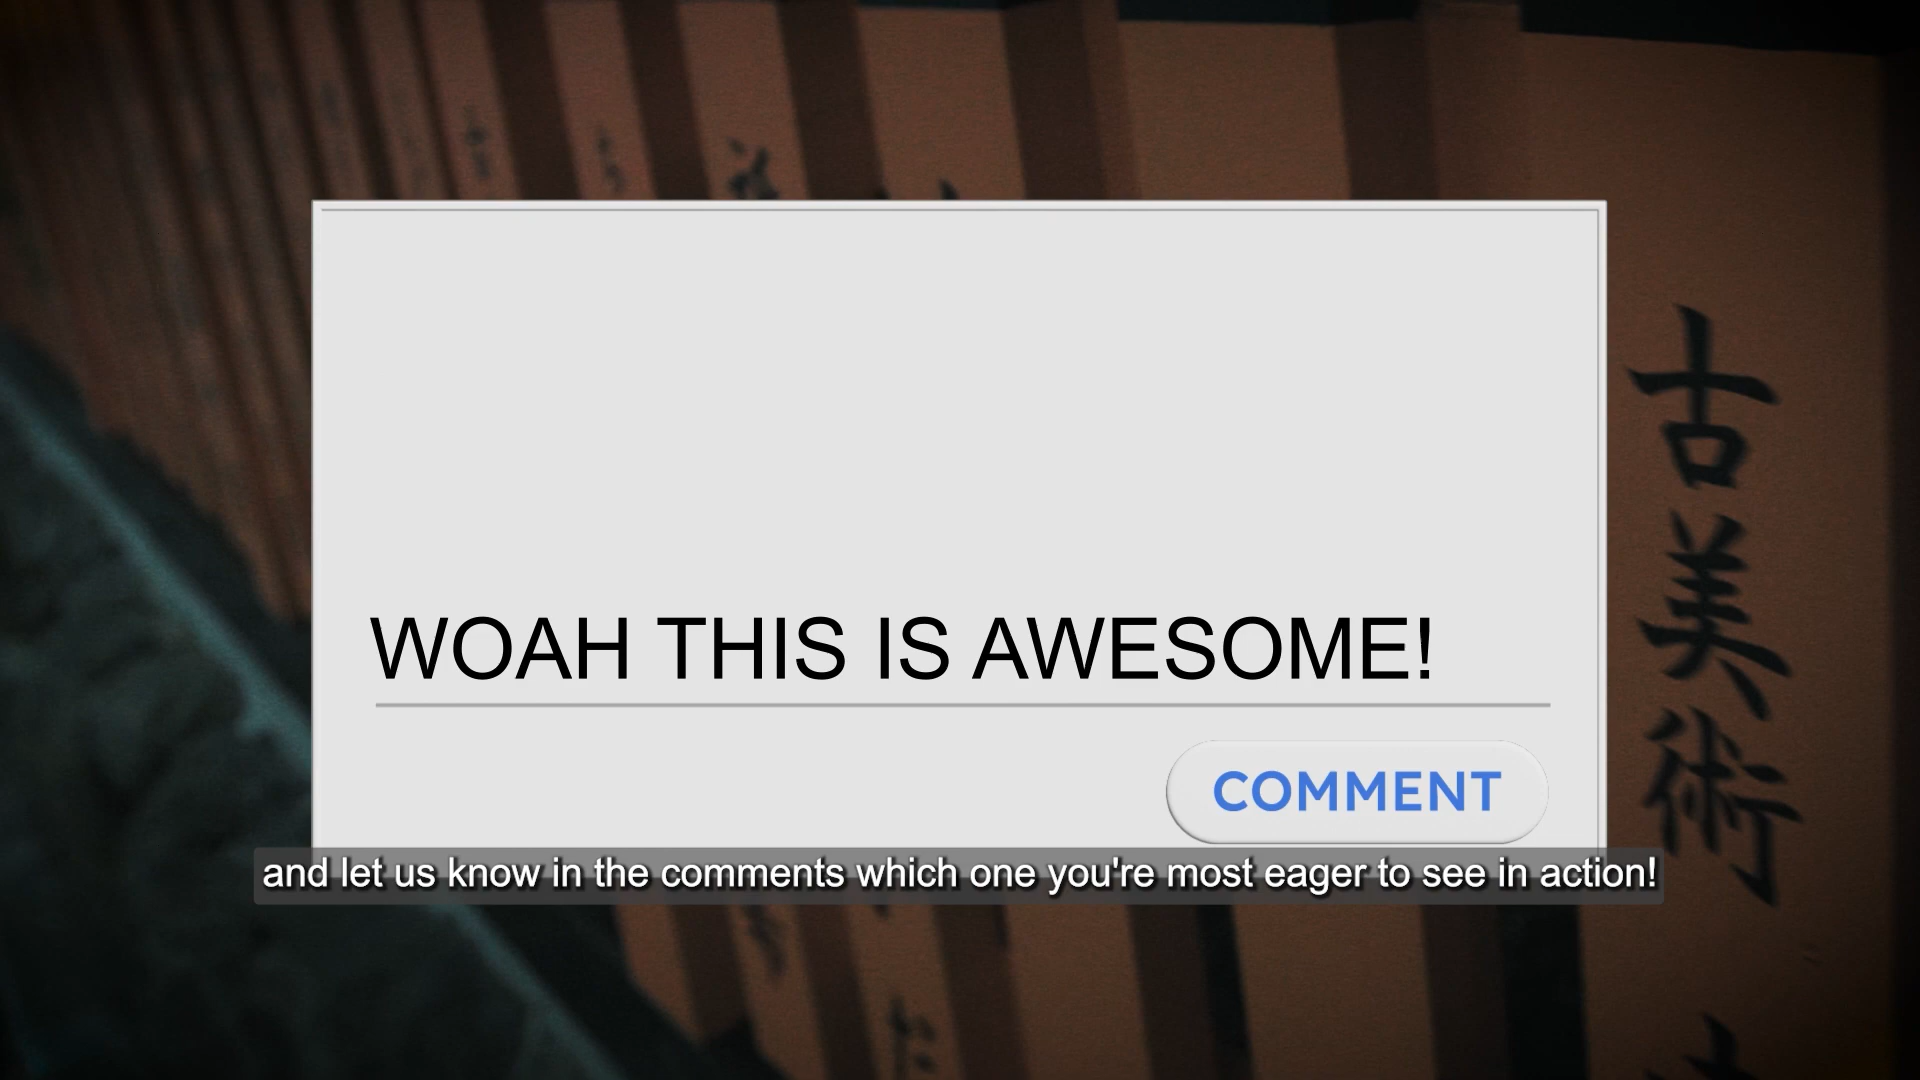 WOAH THIS IS AWESOME!
COMMENT
and let us know in the comments which one you're most eager to see in action!
古美術